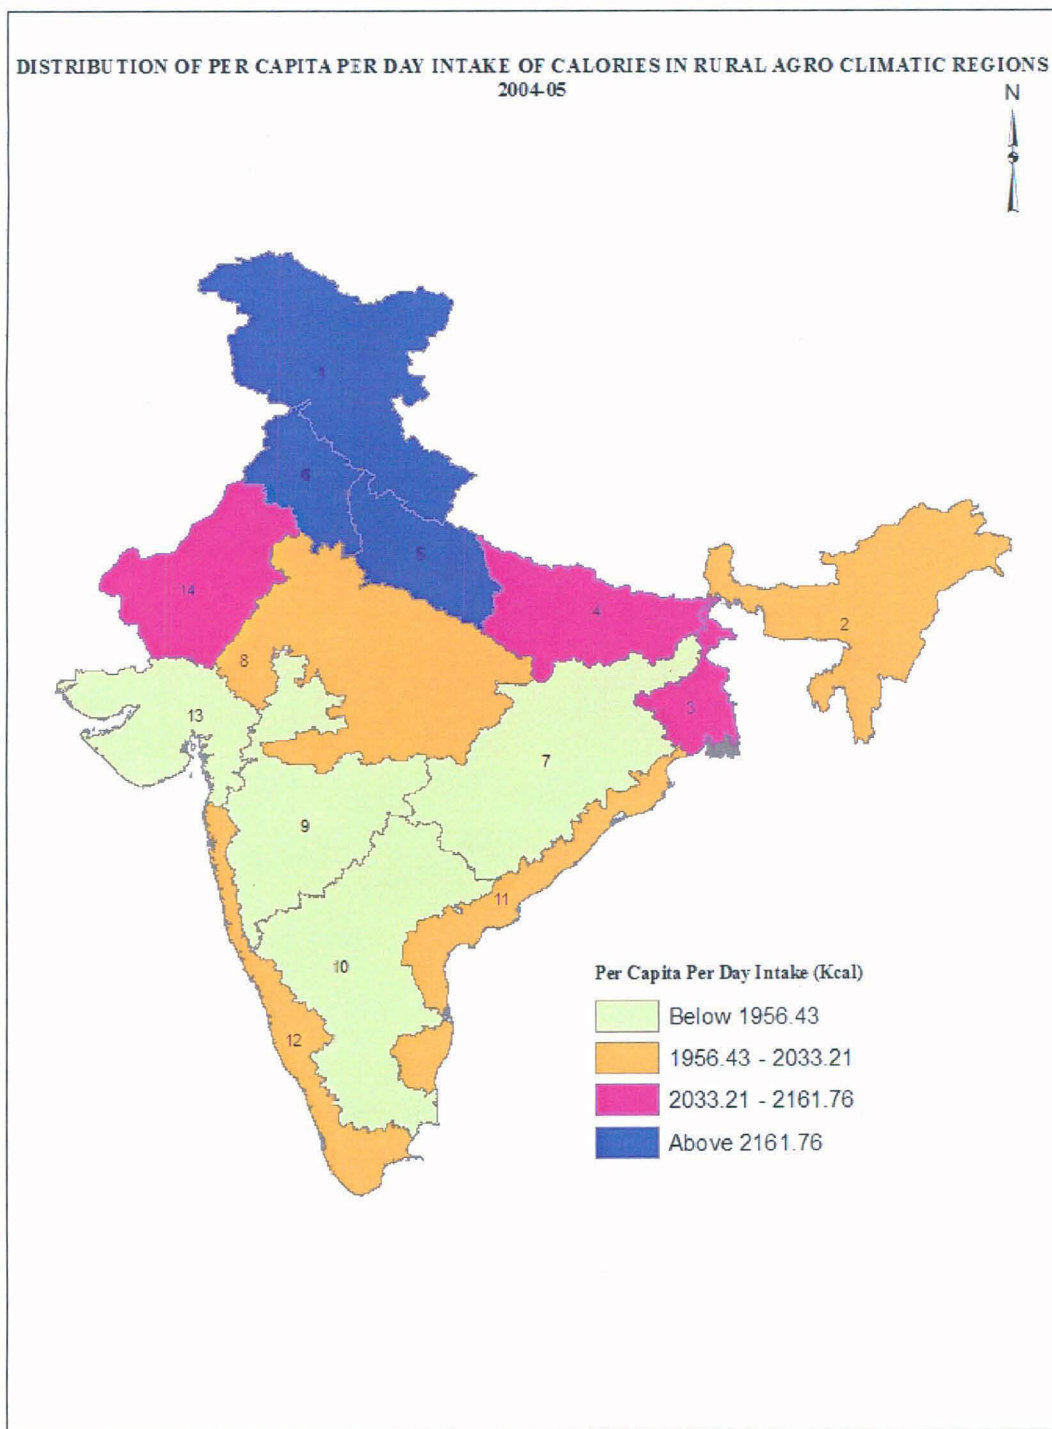 DISTRIBUTION OF PER CAPITA PER DAY INTAKE OF CALORIES IN RURAL AGRO CLIMATIC REGIONS
2004-05
N
1
6
5
14
4
2
8
3
13
7
9
11
10
12
Per Capita Per Day Intake (Kcal)
Below 1956.43
1956.43 - 2033.21
2033.21 - 2161.76
Above 2161.76